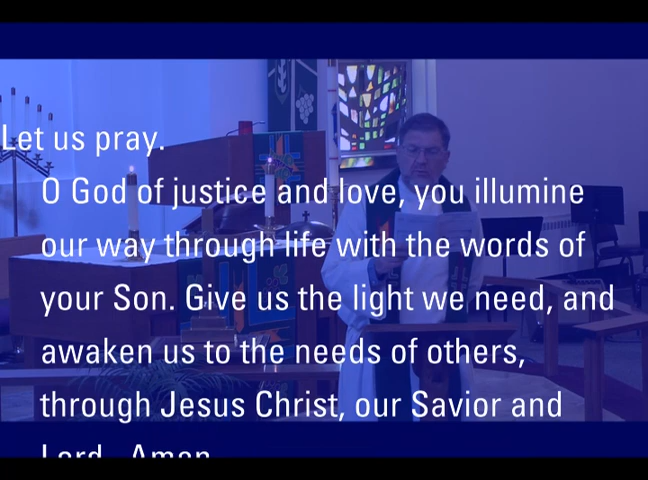 Let us pray.
O God of justice and love, you illumine
our way through life with the words of
your Son. Give us the light we need, and
awaken us to the needs of others,
through Jesus Christ, our Savior and
Lord. Amen.